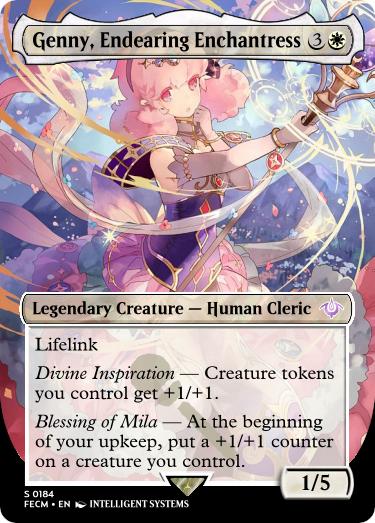 Genny, Endearing Enchantress 3
Legendary Creature — Human Cleric
Lifelink
Divine Inspiration — Creature tokens
you control get +1/+1.
Blessing of Mila — At the beginning
of your upkeep, put a +1/+1 counter
on a creature you control.
1/5
S 0184
FECM • EN INTELLIGENT SYSTEMS